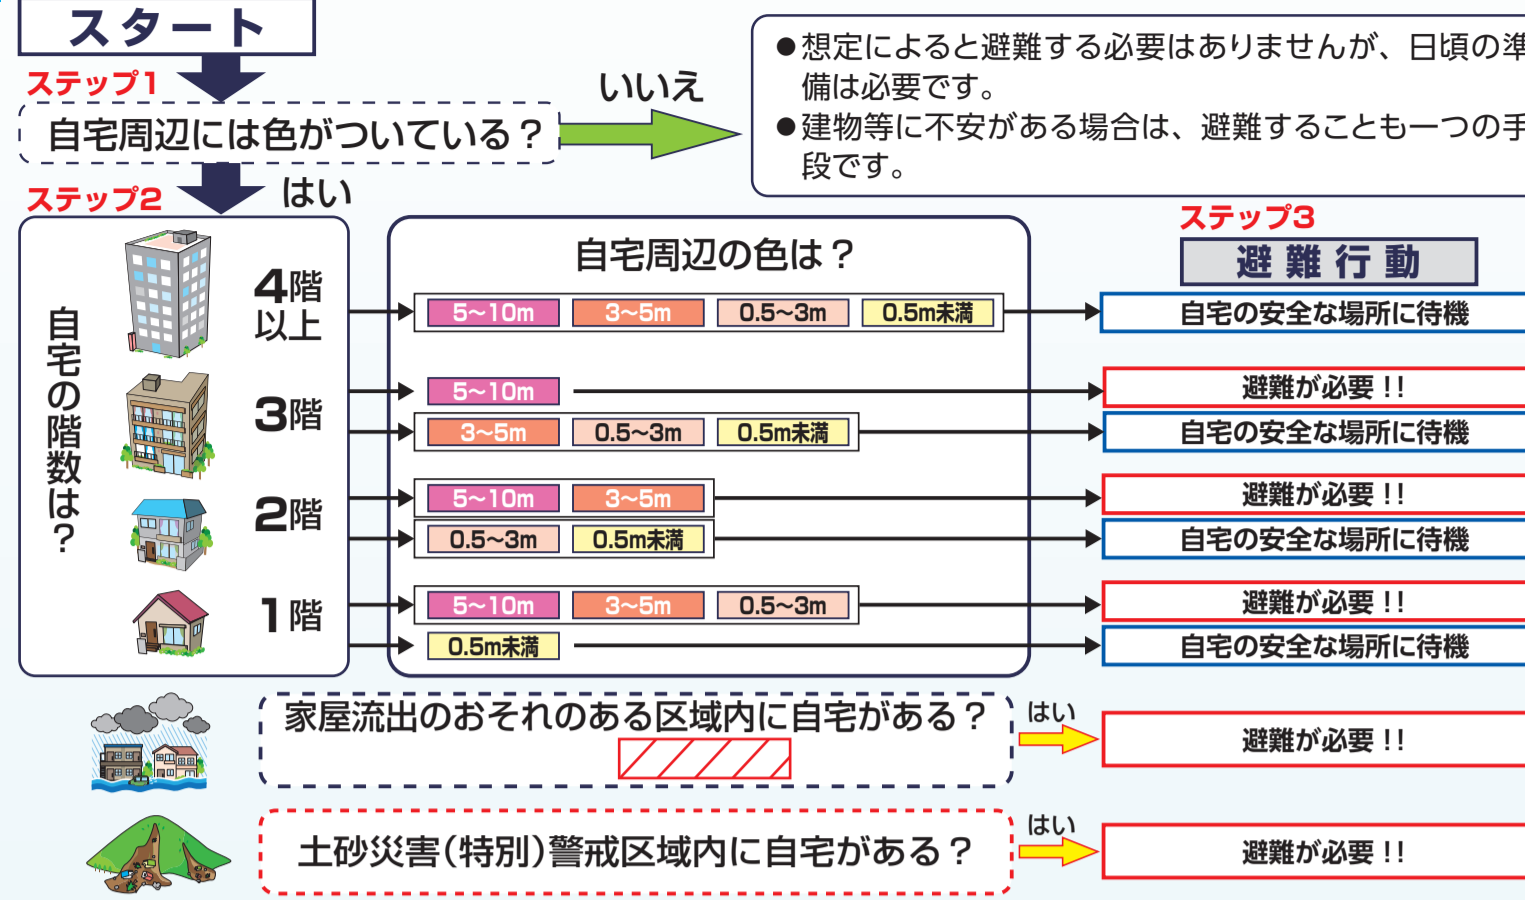 スタート
ステップ1
自宅周辺には色がついている？
いいえ
●想定によると避難する必要はありませんが、日頃の準
備は必要です。
●建物等に不安がある場合は、避難することも一つの手
段です。
はい
ステップ2
自宅の階数は？
自宅周辺の色は？
ステップ3
避難行動
4階
以上
5～10m 3～5m 0.5～3m 0.5m未満
自宅の安全な場所に待機
3階
5～10m
避難が必要!!
3～5m 0.5～3m 0.5m未満
自宅の安全な場所に待機
2階
5～10m 3～5m
避難が必要!!
0.5～3m 0.5m未満
自宅の安全な場所に待機
1階
5～10m 3～5m 0.5～3m
避難が必要!!
0.5m未満
自宅の安全な場所に待機
家屋流出のおそれのある区域内に自宅がある？
はい
避難が必要!!
土砂災害(特別)警戒区域内に自宅がある？
はい
避難が必要!!